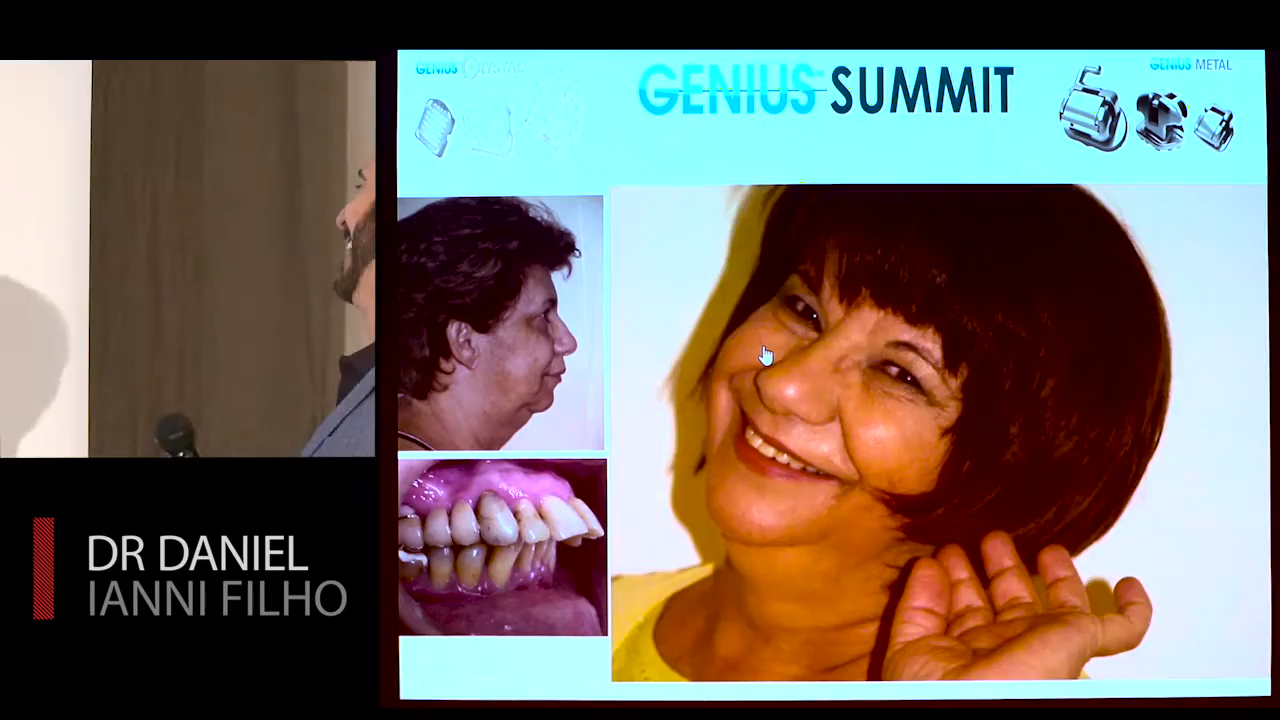 GENIUS CRYSTAL
GENIUS SUMMIT
GENIUS METAL
DR DANIEL
IANNI FILHO